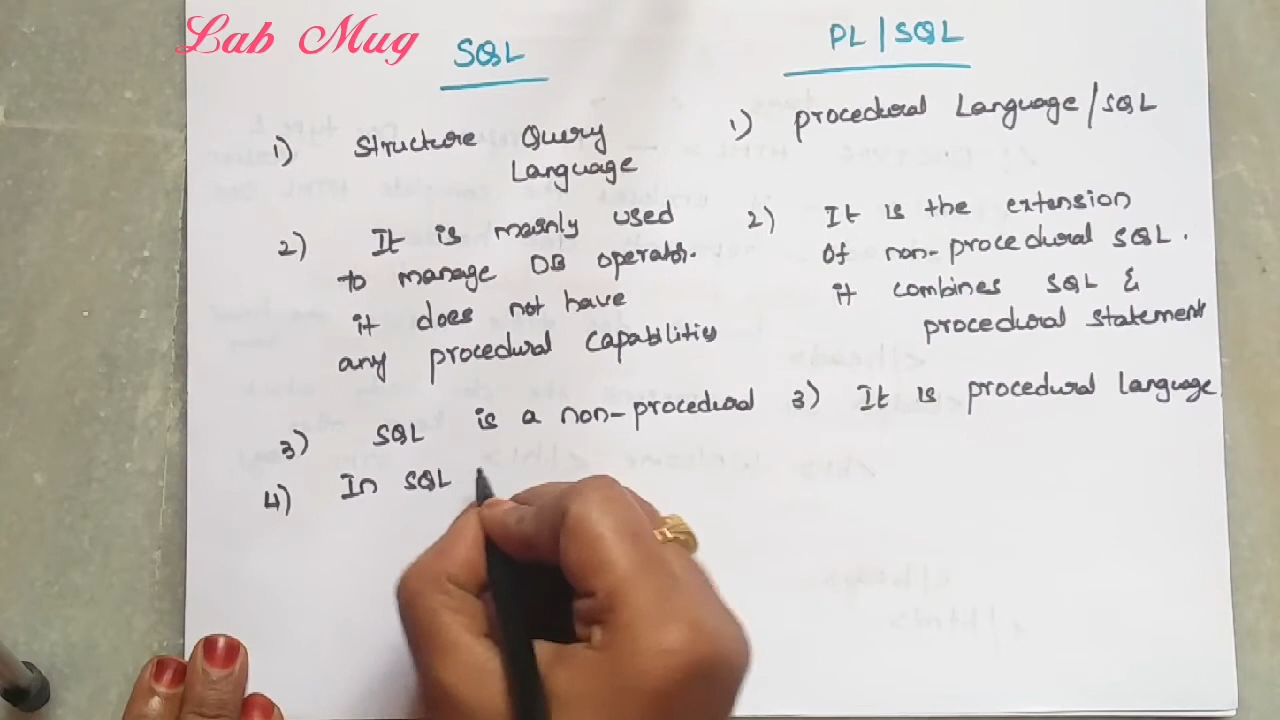 Lab Mug
SQL
1) Structure Query
Language
2) It is mainly used
to manage DB operator.
it does not have
any procedural capabilities
3) SQL is a non-procedural
4) In SQL
PL/SQL
1) procedural Language/SQL
2) It is the extension
Of non-procedural SQL.
it combines SQL &
procedural statement
3) It is procedural language